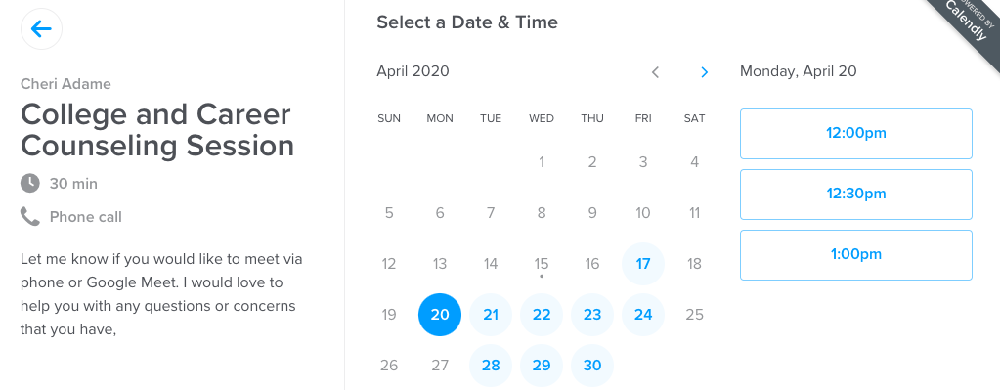 Cheri Adame
College and Career
Counseling Session
30 min
Phone call
Let me know if you would like to meet via
phone or Google Meet. I would love to
help you with any questions or concerns
that you have,
Select a Date & Time
April 2020
SUN MON TUE WED THU FRI SAT
1 2 3 4
5 6 7 8 9 10 11
12 13 14 15 16 17 18
19 20 21 22 23 24 25
26 27 28 29 30
Monday, April 20
12:00pm
12:30pm
1:00pm
POWERED BY
Calendly